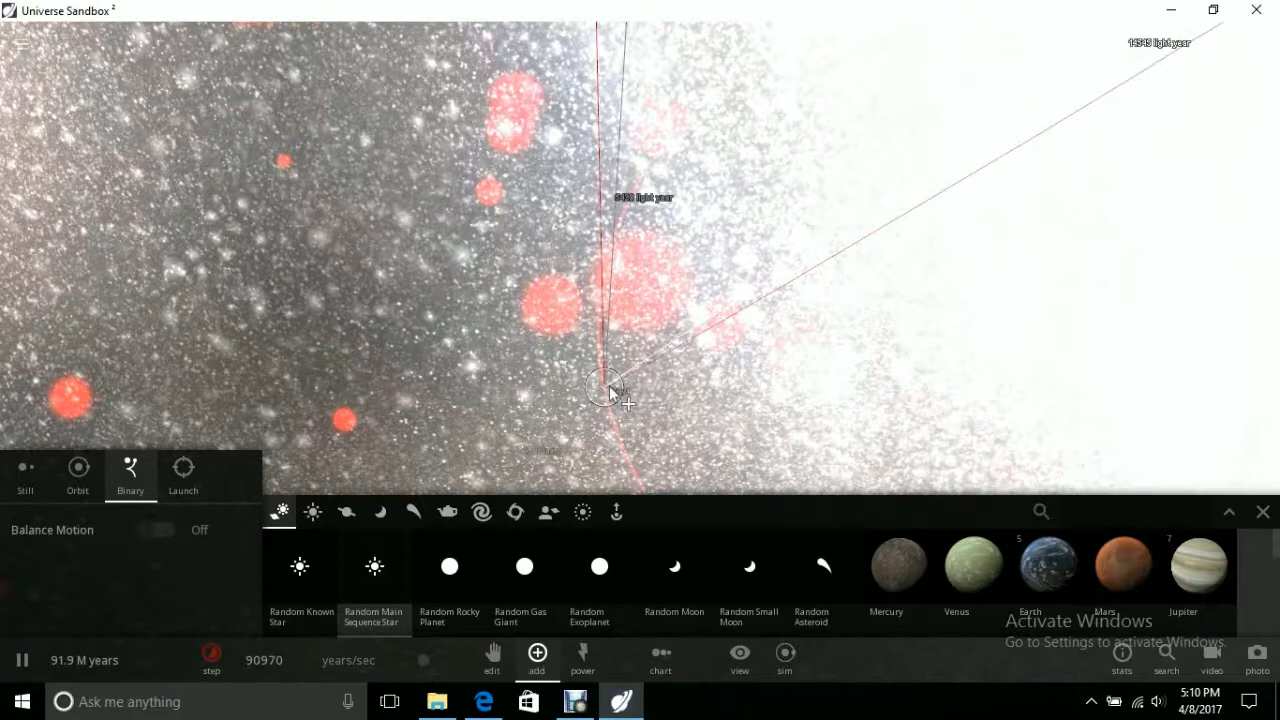 Universe Sandbox ²
14545 light year
5420 light year
Still
Orbit
Binary
Launch
Balance Motion
Off
Random Known Star
Random Main Sequence Star
Random Rocky Planet
Random Gas Giant
Random Exoplanet
Random Moon
Random Small Moon
Random Asteroid
Mercury
Venus
5
Earth
Mars
7
Jupiter
Activate Windows
Go to Settings to activate Windows.
91.9 M years
step
90970
years/sec
edit
add
power
chart
view
sim
stats
search
video
photo
Ask me anything
5:10 PM
4/8/2017